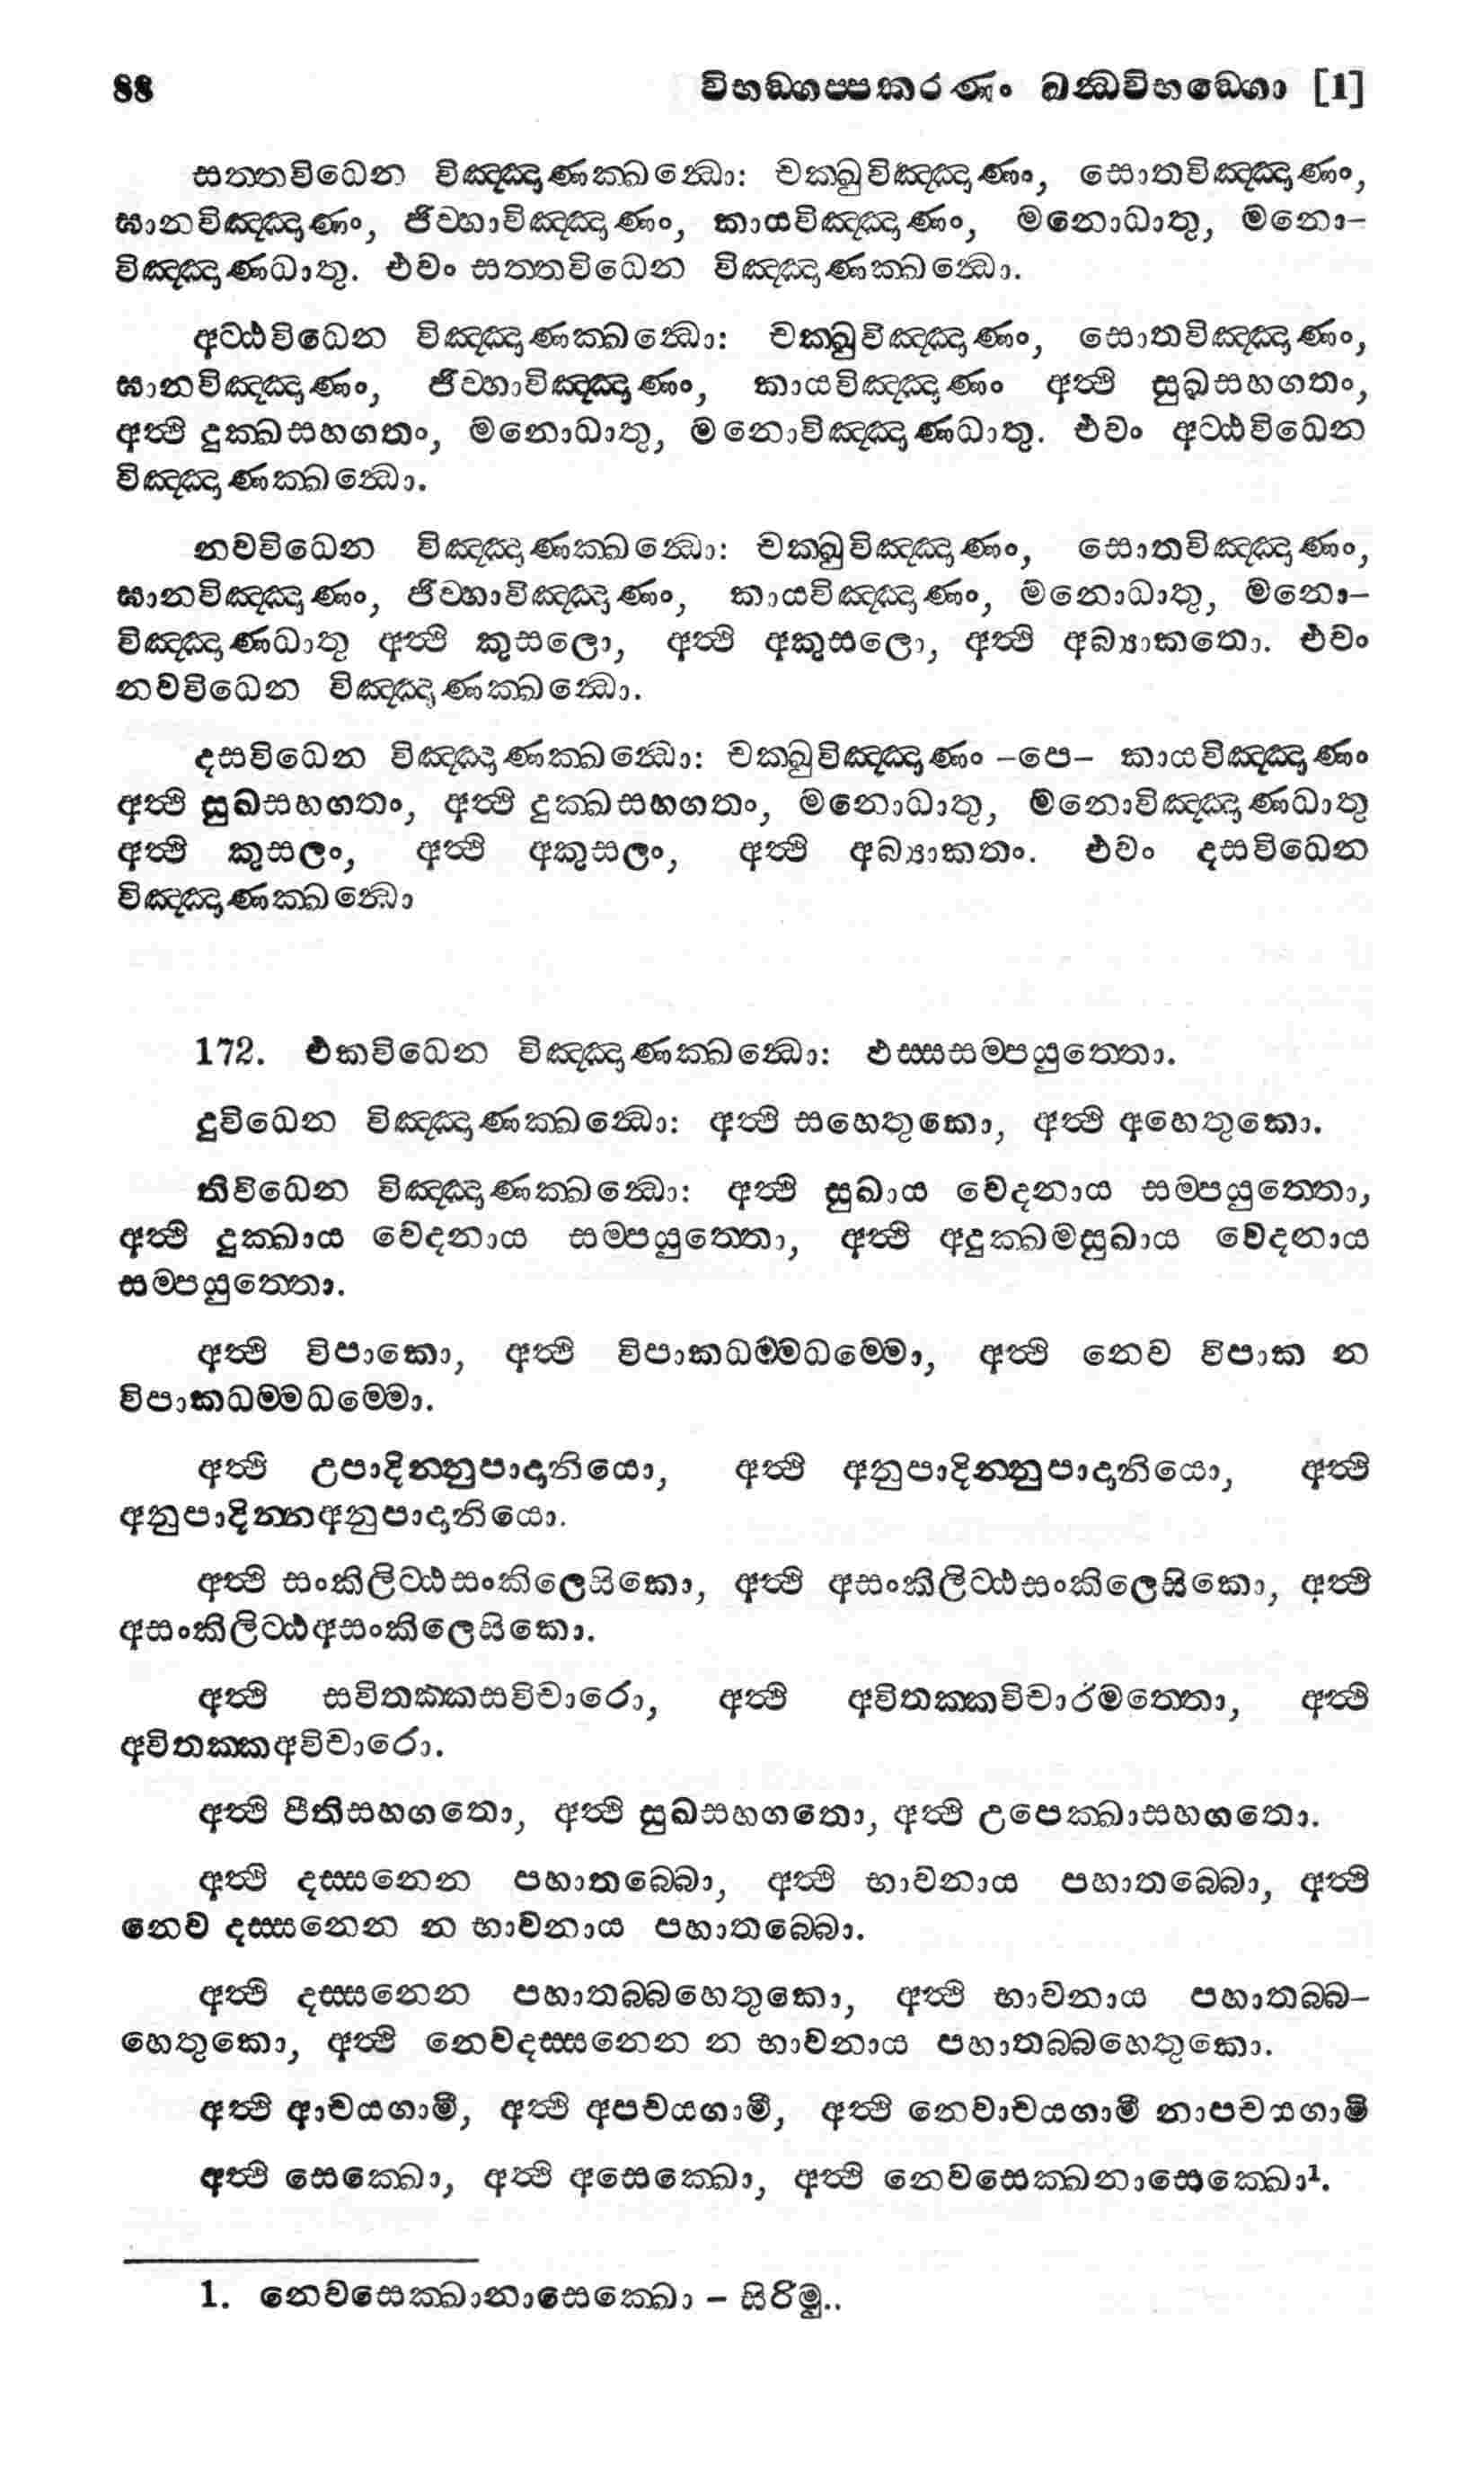 88 විභඞ්ගප්පකරණං ඛන්ධවිභඞ්ගො [1]
සත්තවිධෙන විඤ්ඤාණක්ඛන්ධො: චක්ඛුවිඤ්ඤාණං, සොතවිඤ්ඤාණං,
ඝානවිඤ්ඤාණං, ජිව්හාවිඤ්ඤාණං, කායවිඤ්ඤාණං, මනොධාතු, මනො-
විඤ්ඤාණධාතු. එවං සත්තවිධෙන විඤ්ඤාණක්ඛන්ධො.
අට්ඨවිධෙන විඤ්ඤාණක්ඛන්ධො: චක්ඛුවිඤ්ඤාණං, සොතවිඤ්ඤාණං,
ඝානවිඤ්ඤාණං, ජිව්හාවිඤ්ඤාණං, කායවිඤ්ඤාණං අත්ථි සුඛසහගතං,
අත්ථි දුක්ඛසහගතං, මනොධාතු, මනොවිඤ්ඤාණධාතු. එවං අට්ඨවිධෙන
විඤ්ඤාණක්ඛන්ධො.
නවවිධෙන විඤ්ඤාණක්ඛන්ධො: චක්ඛුවිඤ්ඤාණං, සොතවිඤ්ඤාණං,
ඝානවිඤ්ඤාණං, ජිව්හාවිඤ්ඤාණං, කායවිඤ්ඤාණං, මනොධාතු, මනො-
විඤ්ඤාණධාතු අත්ථි කුසලො, අත්ථි අකුසලො, අත්ථි අබ්‍යාකතො. එවං
නවවිධෙන විඤ්ඤාණක්ඛන්ධො.
දසවිධෙන විඤ්ඤාණක්ඛන්ධො: චක්ඛුවිඤ්ඤාණං -පෙ- කායවිඤ්ඤාණං
අත්ථි සුඛසහගතං, අත්ථි දුක්ඛසහගතං, මනොධාතු, මනොවිඤ්ඤාණධාතු
අත්ථි කුසලං, අත්ථි අකුසලං, අත්ථි අබ්‍යාකතං. එවං දසවිධෙන
විඤ්ඤාණක්ඛන්ධො
172. එකවිධෙන විඤ්ඤාණක්ඛන්ධො: ඵස්සසම්පයුත්තො.
දුවිධෙන විඤ්ඤාණක්ඛන්ධො: අත්ථි සහෙතුකො, අත්ථි අහෙතුකො.
තිවිධෙන විඤ්ඤාණක්ඛන්ධො: අත්ථි සුඛාය වෙදනාය සම්පයුත්තො,
අත්ථි දුක්ඛාය වෙදනාය සම්පයුත්තො, අත්ථි අදුක්ඛමසුඛාය වෙදනාය
සම්පයුත්තො.
අත්ථි විපාකො, අත්ථි විපාකධම්මධම්මො, අත්ථි නෙව විපාක න
විපාකධම්මධම්මො.
අත්ථි උපාදින්නුපාදානියො, අත්ථි අනුපාදින්නුපාදානියො, අත්ථි
අනුපාදින්නඅනුපාදානියො.
අත්ථි සංකිලිට්ඨසංකිලෙසිකො, අත්ථි අසංකිලිට්ඨසංකිලෙසිකො, අත්ථි
අසංකිලිට්ඨඅසංකිලෙසිකො.
අත්ථි සවිතක්කසවිචාරො, අත්ථි අවිතක්කවිචාරමත්තො, අත්ථි
අවිතක්කඅවිචාරො.
අත්ථි පීතිසහගතො, අත්ථි සුඛසහගතො, අත්ථි උපෙක්ඛාසහගතො.
අත්ථි දස්සනෙන පහාතබ්බො, අත්ථි භාවනාය පහාතබ්බො, අත්ථි
නෙව දස්සනෙන න භාවනාය පහාතබ්බො.
අත්ථි දස්සනෙන පහාතබ්බහෙතුකො, අත්ථි භාවනාය පහාතබ්බ-
හෙතුකො, අත්ථි නෙවදස්සනෙන න භාවනාය පහාතබ්බහෙතුකො.
අත්ථි ආචයගාමී, අත්ථි අපචයගාමී, අත්ථි නෙවාචයගාමී නාපචයගාමි
අත්ථි සෙක්ඛො, අත්ථි අසෙක්ඛො, අත්ථි නෙවසෙක්ඛනාසෙක්ඛො¹.
1. නෙවසෙක්ඛානාසෙක්ඛො - සිරිමු..